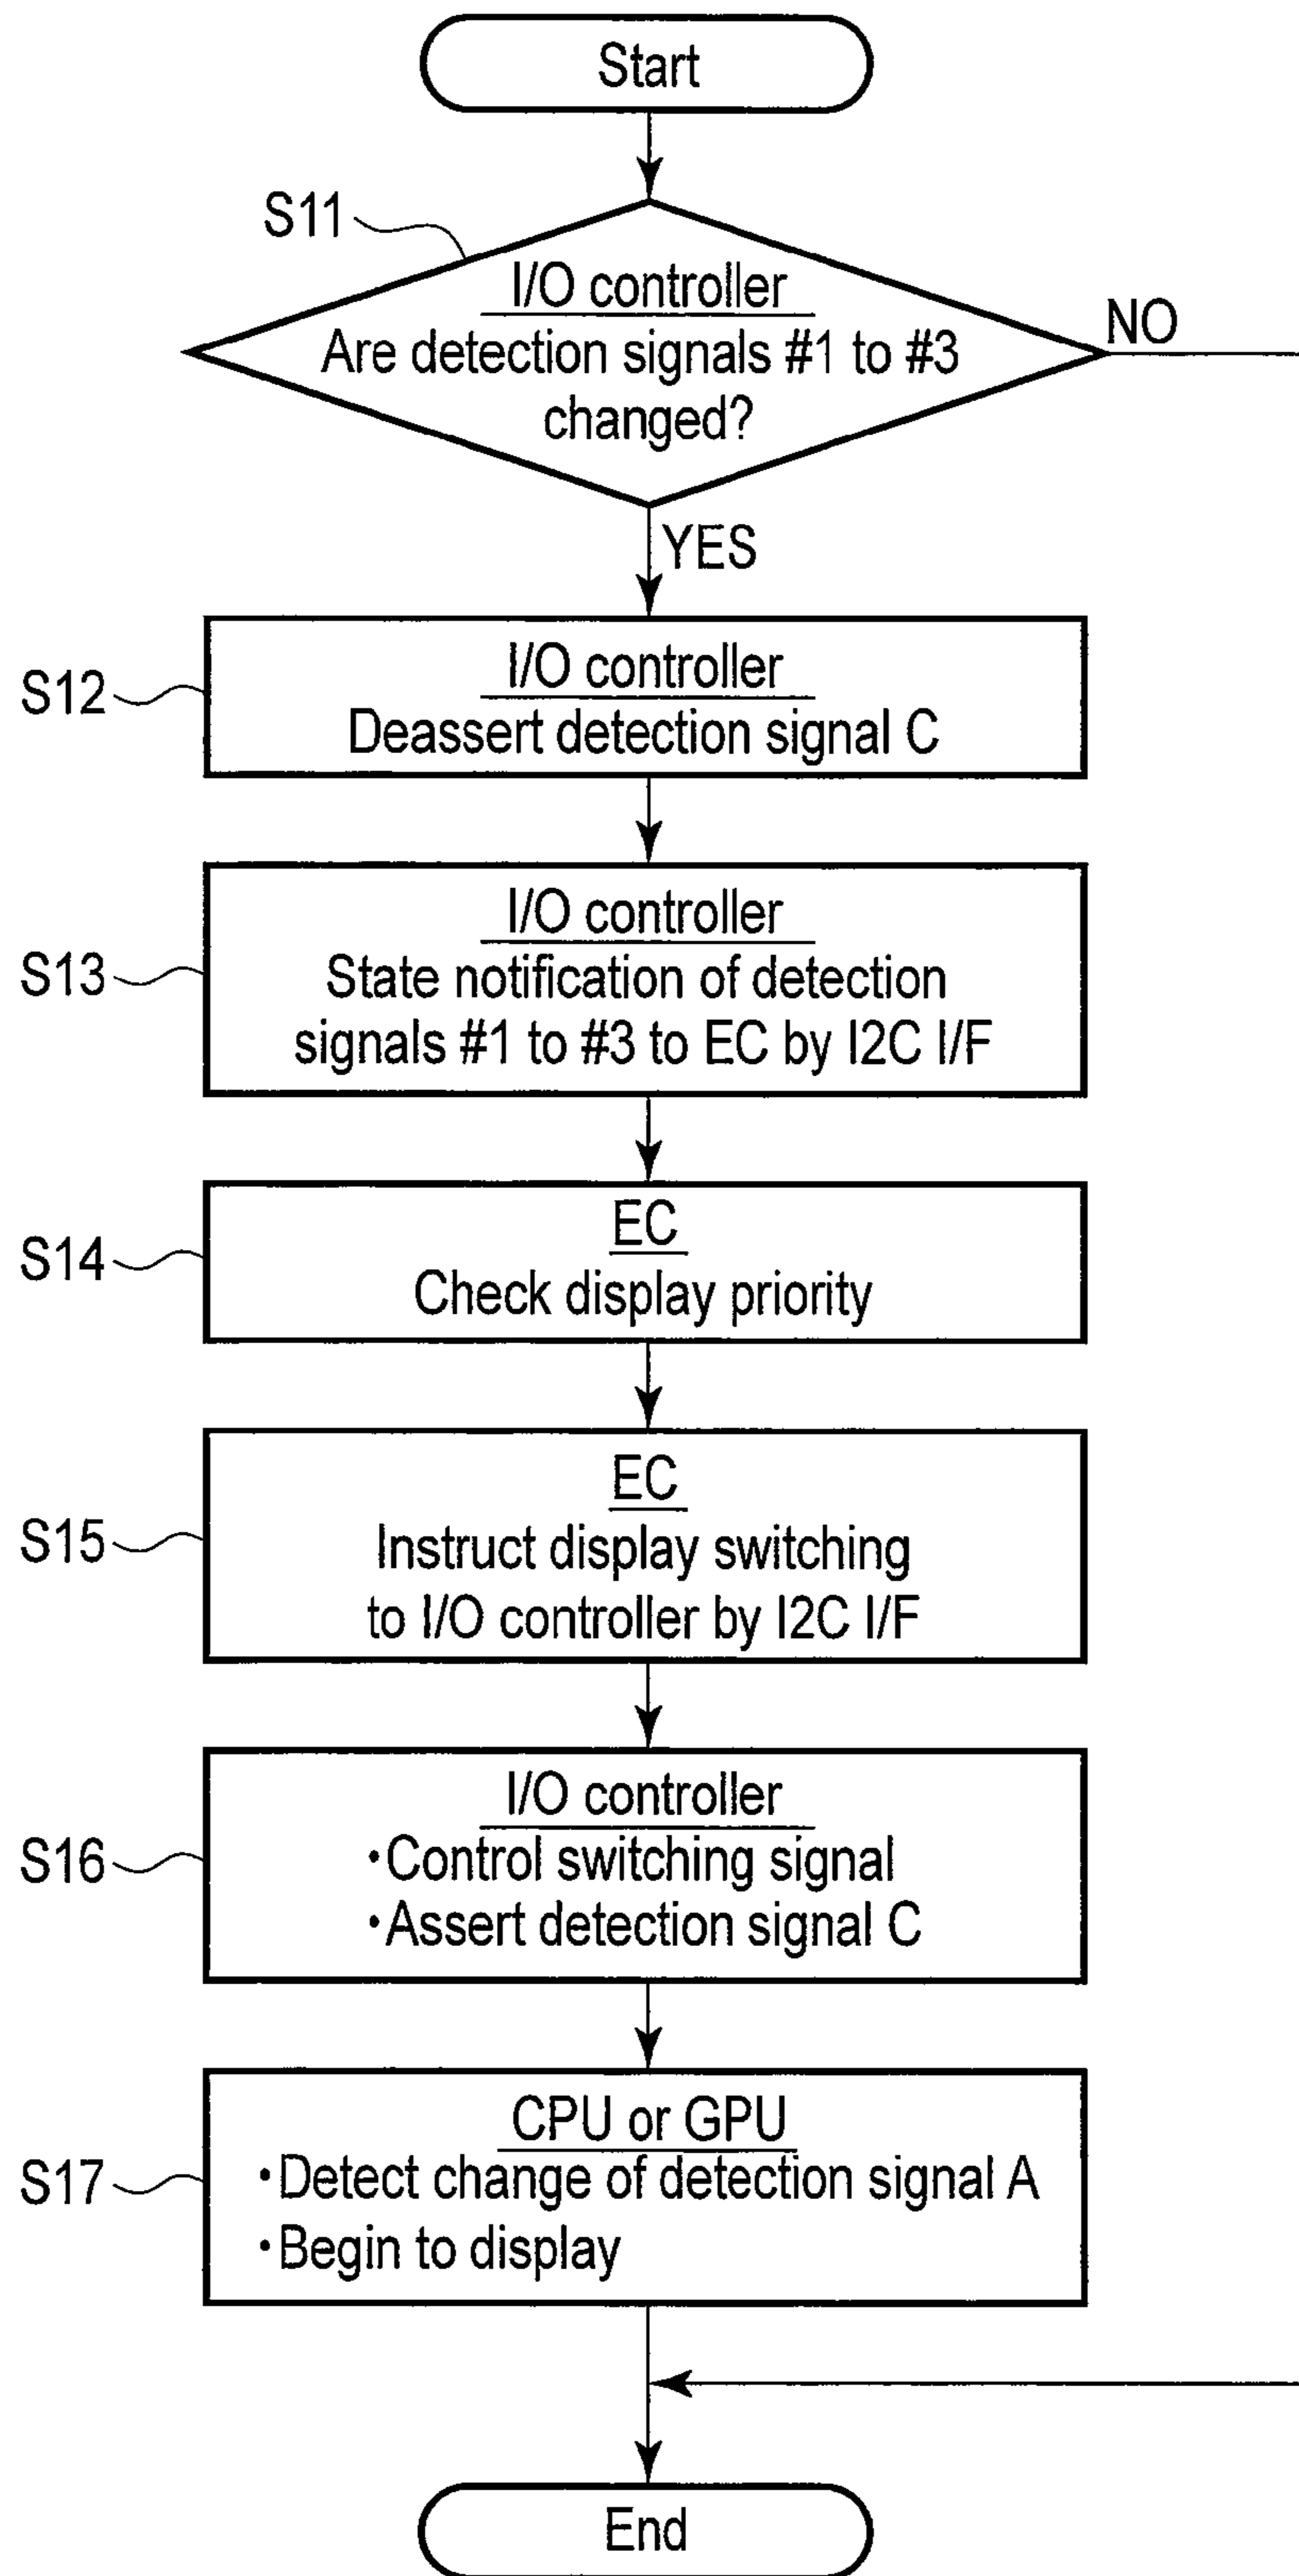 Start
S11
I/O controller
Are detection signals #1 to #3
changed?
NO
YES
S12
I/O controller
Deassert detection signal C
S13
I/O controller
State notification of detection
signals #1 to #3 to EC by I2C I/F
S14
EC
Check display priority
S15
EC
Instruct display switching
to I/O controller by I2C I/F
S16
I/O controller
・Control switching signal
・Assert detection signal C
S17
CPU or GPU
・Detect change of detection signal A
・Begin to display
End